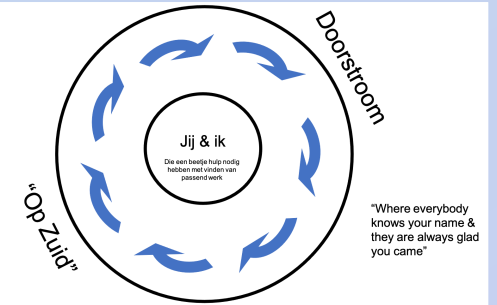 Doorstroom
Jij & ik
Die een beetje hulp nodig
hebben met vinden van
passend werk
“Op Zuid”
“Where everybody
knows your name &
they are always glad
you came”